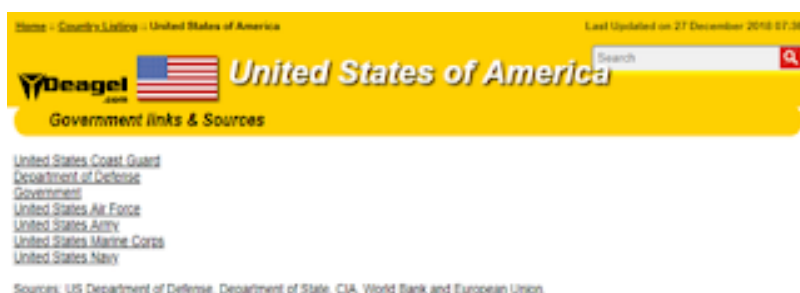 Home :: Country Listing :: United States of America
Last Updated on 27 December 2018 07:36
Search
Deagel
.com
United States of America
Government links & Sources
United States Coast Guard
Department of Defense
Government
United States Air Force
United States Army
United States Marine Corps
United States Navy
Sources: US Department of Defense, Department of State, CIA, World Bank and European Union.